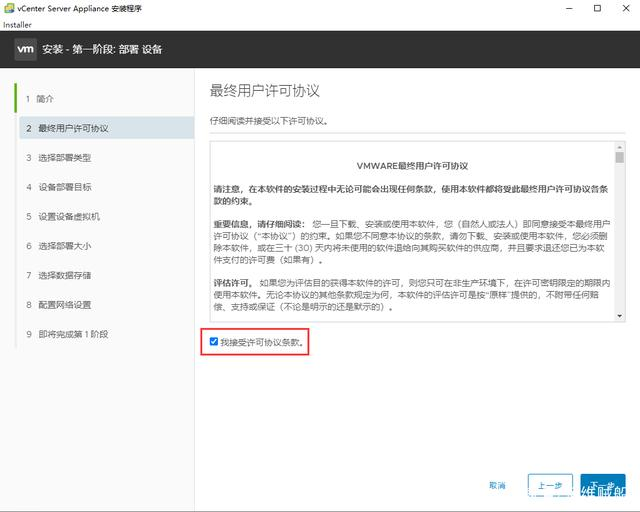 vCenter Server Appliance 安装程序
Installer
vm 安装 - 第一阶段: 部署 设备
1 简介
2 最终用户许可协议
3 选择部署类型
4 设备部署目标
5 设置设备虚拟机
6 选择部署大小
7 选择数据存储
8 配置网络设置
9 即将完成第 1 阶段
最终用户许可协议
仔细阅读并接受以下许可协议。
VMWARE最终用户许可协议
请注意，在本软件的安装过程中无论可能会出现任何条款，使用本软件都将受此最终用户许可协议各条
款的约束。
重要信息，请仔细阅读： 您一旦下载、安装或使用本软件，您（自然人或法人）即同意接受本最终用户
许可协议（“本协议”）的约束。如果您不同意本协议的条款，请勿下载、安装或使用本软件，您必须删
除本软件，或在三十 (30) 天内将未使用的软件退给向其购买软件的供应商，并且要求退还您已为本软
件支付的许可费（如果有）。
评估许可。 如果您为评估目的获得本软件的许可，则您只可在非生产环境下，在许可密钥限定的期限内
使用本软件。无论本协议的其他条款规定为何，本软件的评估许可是按“原样”提供的，不附带任何赔
偿、支持或保证（不论是明示的还是默示的）。
我接受许可协议条款。
取消 上一步 下一步